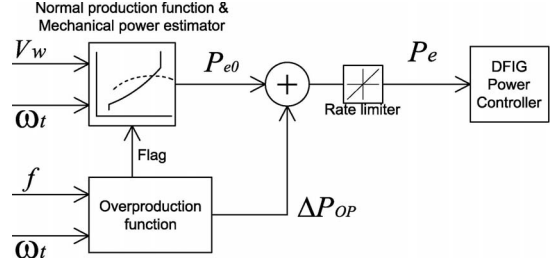 Normal production function &
Mechanical power estimator
Vw
ωt
Pe0
+
Pe
Rate limiter
DFIG
Power
Controller
Flag
f
ωt
Overproduction
function
ΔPOP